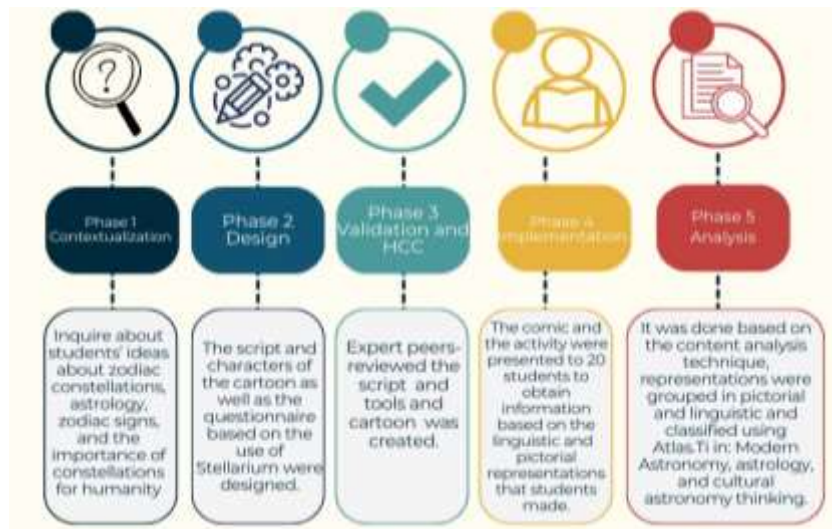 ?
Phase 1
Contextualization
Phase 2
Design
Phase 3
Validation and
HCC
Phase 4
Implementation
Phase 5
Analysis
Inquire about
students' ideas
about zodiac
constellations,
astrology,
zodiac signs,
and the
importance of
constellations
for humanity
The script and
characters of
the cartoon as
well as the
questionnaire
based on the
use of
Stellarium were
designed.
Expert peers-
reviewed the
script and
tools and
cartoon was
created.
The comic and
the activity were
presented to 20
students to
obtain
information
based on the
linguistic and
pictorial
representations
that students
made.
It was done based on
the content analysis
technique,
representations were
grouped in pictorial
and linguistic and
classified using
Atlas.Ti in: Modern
Astronomy, astrology,
and cultural
astronomy thinking.